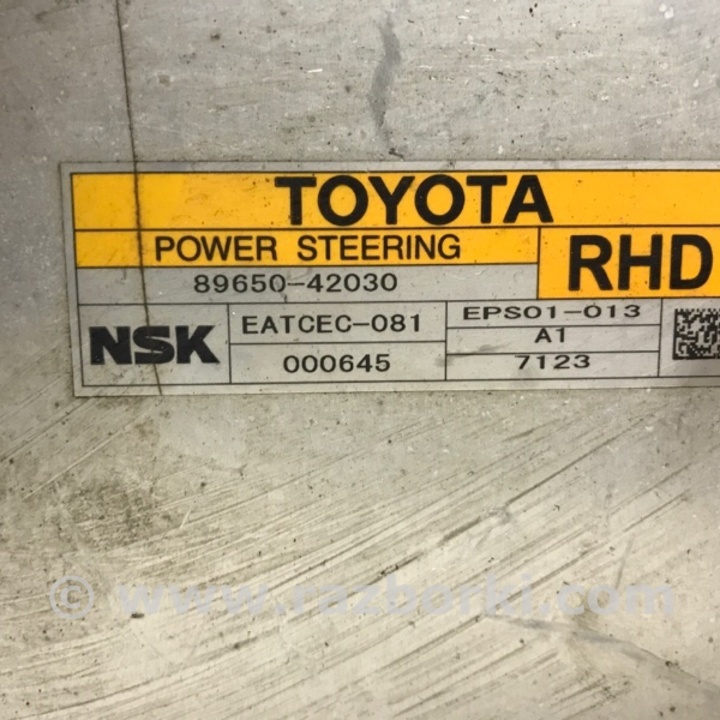 TOYOTA
POWER STEERING
RHD
89650-42030
NSK
EATCEC-081
EPS01-013
A1
000645
7123
© www.razborki.com